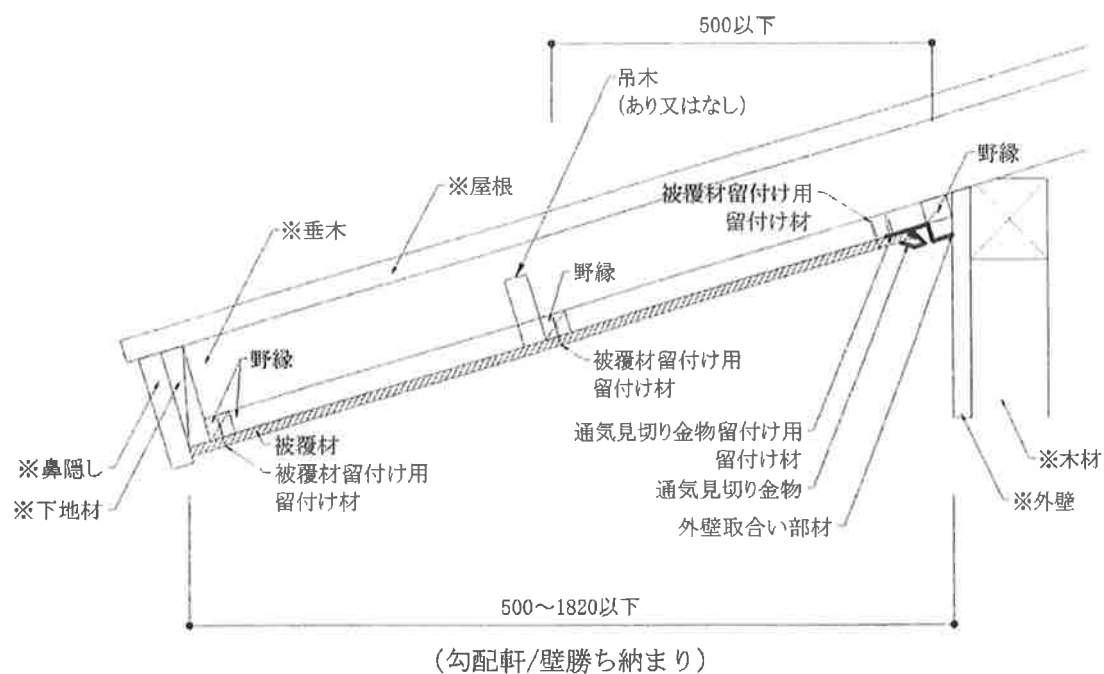 500以下
吊木
(あり又はなし)
野縁
※屋根
被覆材留付け用
留付け材
※垂木
野縁
野縁
被覆材留付け用
留付け材
被覆材
通気見切り金物留付け用
留付け材
※鼻隠し
被覆材留付け用
留付け材
※木材
通気見切り金物
※下地材
※外壁
外壁取合い部材
500～1820以下
(勾配軒/壁勝ち納まり)